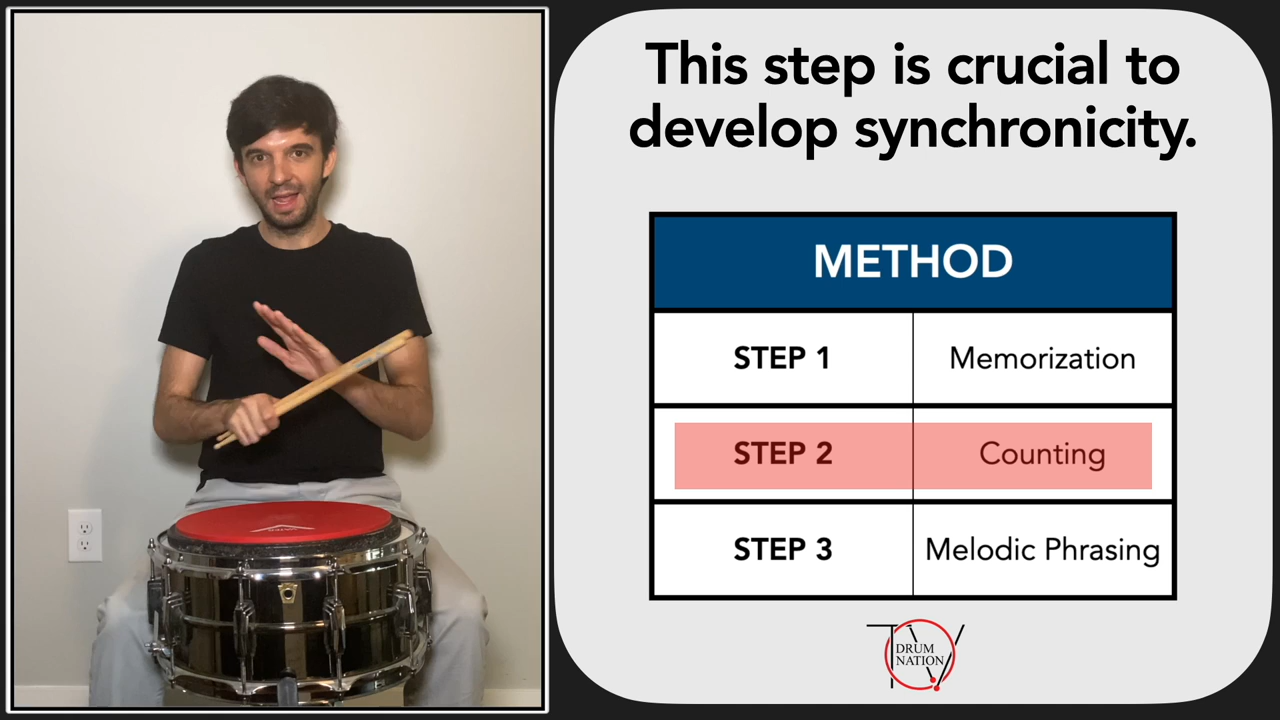 This step is crucial to
develop synchronicity.
METHOD
STEP 1 Memorization
STEP 2 Counting
STEP 3 Melodic Phrasing
TNV
DRUM
NATION